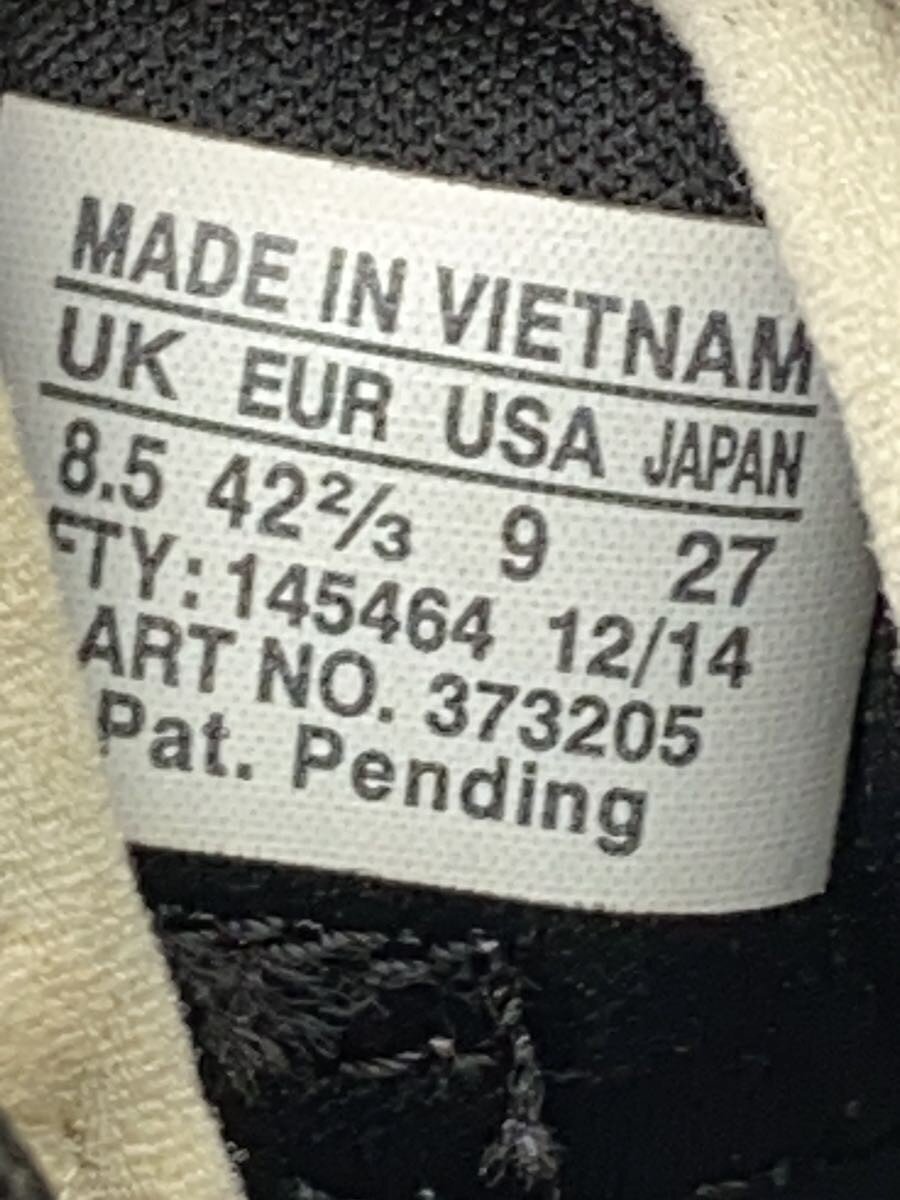 MADE IN VIETNAM
UK EUR USA JAPAN
8.5 42⅔ 9 27
FTY:145464 12/14
ART NO. 373205
Pat. Pending